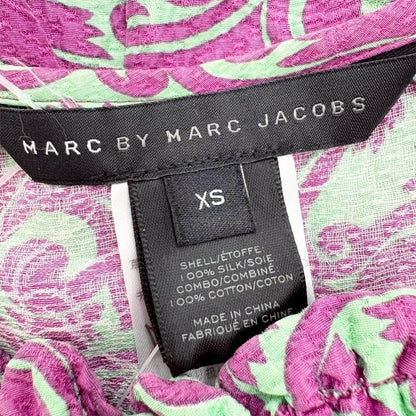 MARC BY MARC JACOBS
XS
SHELL/ÉTOFFE:
100% SILK/SOIE
COMBO/COMBINÉ:
100% COTTON/COTON
MADE IN CHINA
FABRIQUÉ EN CHINE